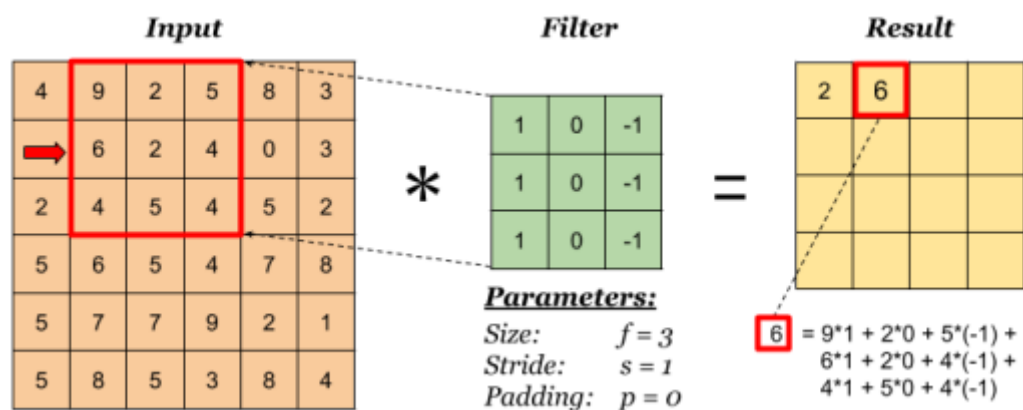 Input Filter Result
4 9 2 5 8 3
6 2 4 0 3
2 4 5 4 5 2
5 6 5 4 7 8
5 7 7 9 2 1
5 8 5 3 8 4
*
1 0 -1
1 0 -1
1 0 -1
=
2 6
Parameters:
Size: f = 3
Stride: s = 1
Padding: p = 0
6 = 9*1 + 2*0 + 5*(-1) +
6*1 + 2*0 + 4*(-1) +
4*1 + 5*0 + 4*(-1)